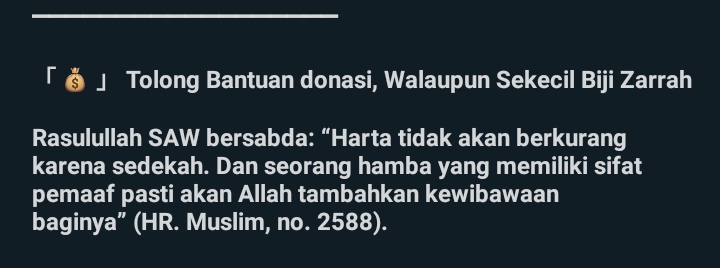 「 💰 」 Tolong Bantuan donasi, Walaupun Sekecil Biji Zarrah
Rasulullah SAW bersabda: “Harta tidak akan berkurang
karena sedekah. Dan seorang hamba yang memiliki sifat
pemaaf pasti akan Allah tambahkan kewibawaan
baginya” (HR. Muslim, no. 2588).